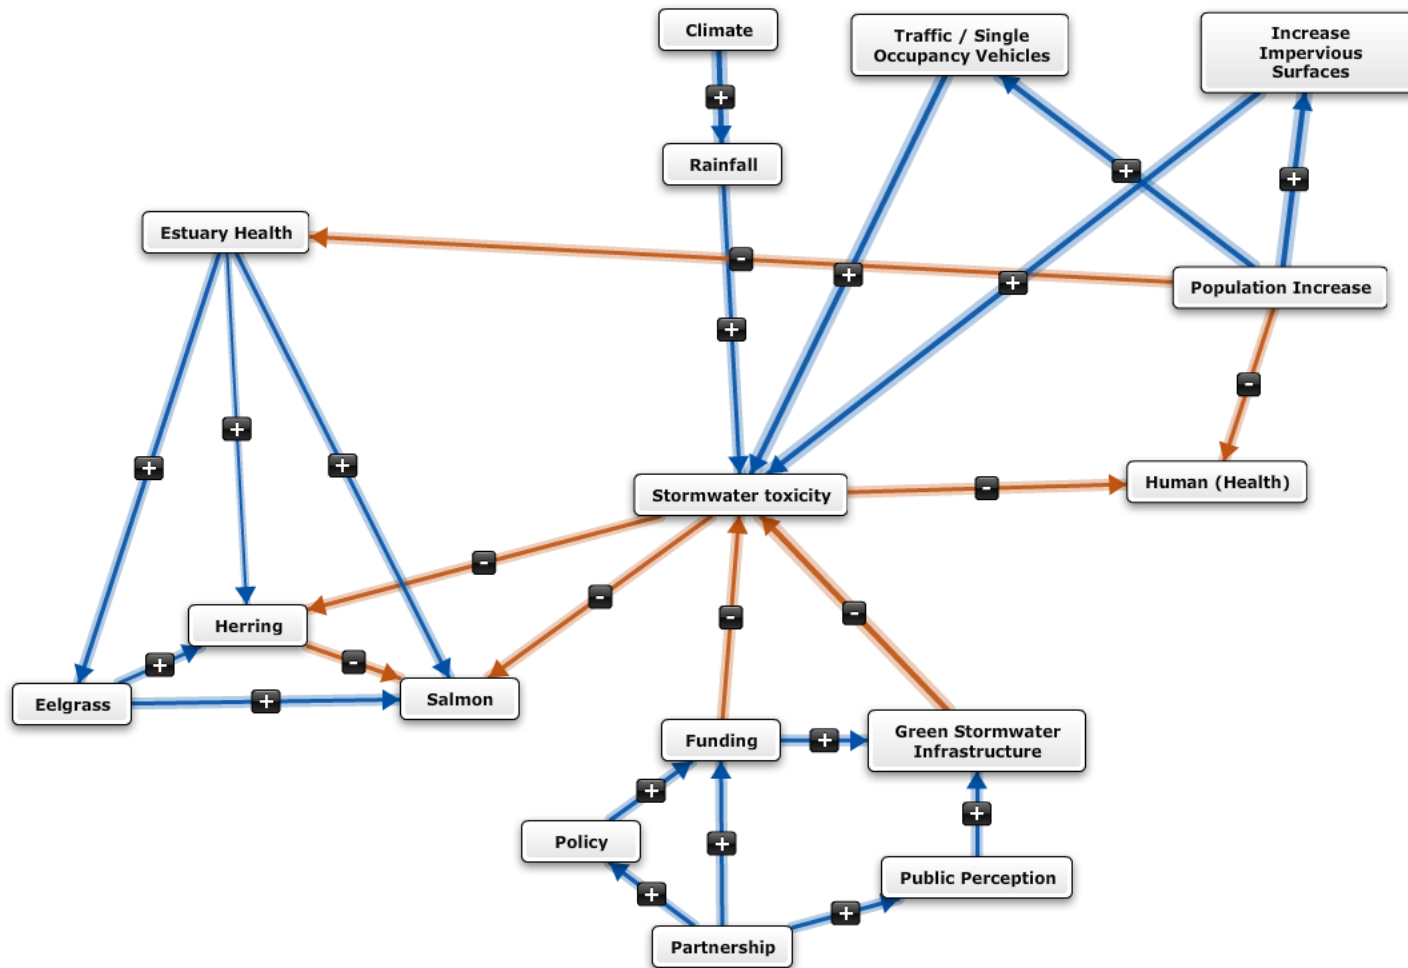 Climate
Traffic / Single
Occupancy Vehicles
Increase
Impervious
Surfaces
+
Rainfall
+
+
Estuary Health
-
+
+
Population Increase
+
-
+
+
+
Stormwater toxicity
-
Human (Health)
-
-
-
-
Herring
+
-
Eelgrass
+
Salmon
Funding
+
Green Stormwater
Infrastructure
+
Policy
+
+
Public Perception
+
+
Partnership